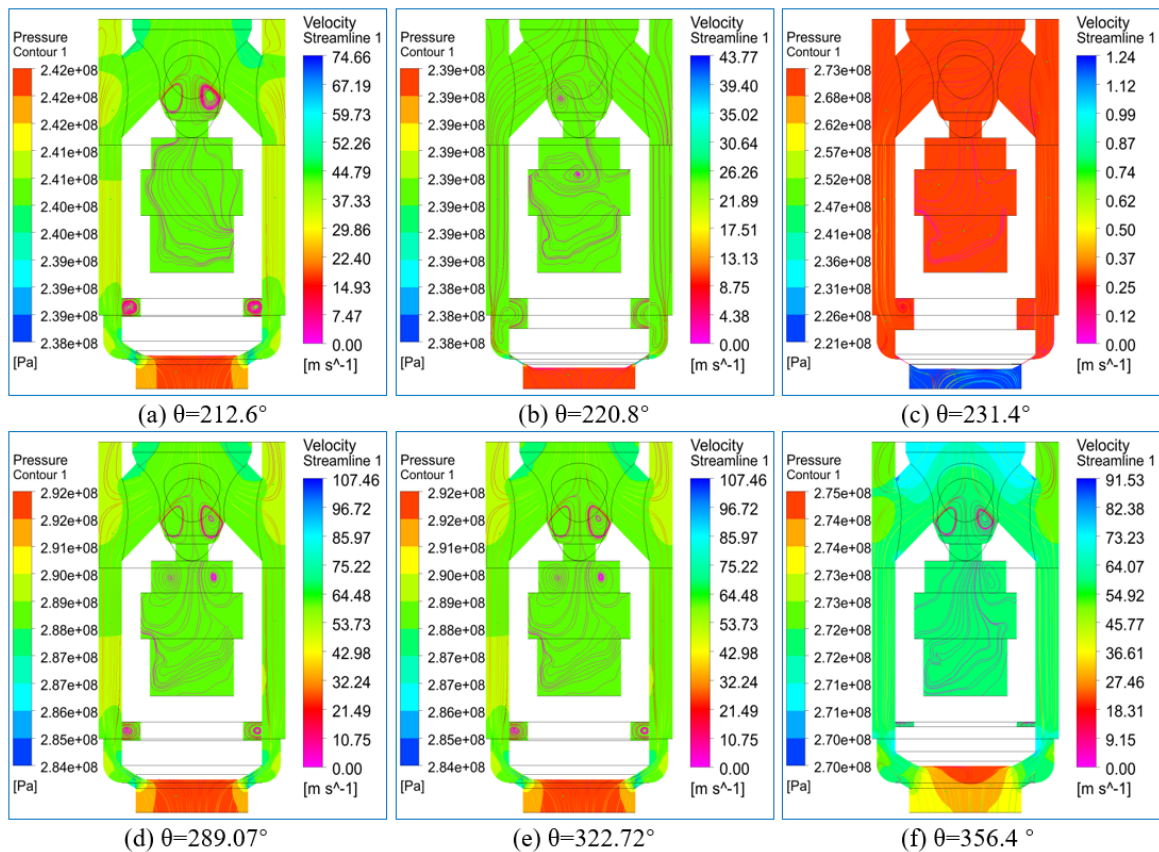 Pressure
Contour 1
2.42e+08
2.42e+08
2.42e+08
2.41e+08
2.41e+08
2.40e+08
2.40e+08
2.39e+08
2.39e+08
2.39e+08
2.38e+08
[Pa]
Velocity
Streamline 1
74.66
67.19
59.73
52.26
44.79
37.33
29.86
22.40
14.93
7.47
0.00
[m s^-1]
(a) θ=212.6°
Pressure
Contour 1
2.39e+08
2.39e+08
2.39e+08
2.39e+08
2.39e+08
2.39e+08
2.39e+08
2.39e+08
2.38e+08
2.38e+08
2.38e+08
[Pa]
Velocity
Streamline 1
43.77
39.40
35.02
30.64
26.26
21.89
17.51
13.13
8.75
4.38
0.00
[m s^-1]
(b) θ=220.8°
Pressure
Contour 1
2.73e+08
2.68e+08
2.62e+08
2.57e+08
2.52e+08
2.47e+08
2.41e+08
2.36e+08
2.31e+08
2.26e+08
2.21e+08
[Pa]
Velocity
Streamline 1
1.24
1.12
0.99
0.87
0.74
0.62
0.50
0.37
0.25
0.12
0.00
[m s^-1]
(c) θ=231.4°
Pressure
Contour 1
2.92e+08
2.92e+08
2.91e+08
2.90e+08
2.89e+08
2.88e+08
2.87e+08
2.87e+08
2.86e+08
2.85e+08
2.84e+08
[Pa]
Velocity
Streamline 1
107.46
96.72
85.97
75.22
64.48
53.73
42.98
32.24
21.49
10.75
0.00
[m s^-1]
(d) θ=289.07°
Pressure
Contour 1
2.92e+08
2.92e+08
2.91e+08
2.90e+08
2.89e+08
2.88e+08
2.87e+08
2.87e+08
2.86e+08
2.85e+08
2.84e+08
[Pa]
Velocity
Streamline 1
107.46
96.72
85.97
75.22
64.48
53.73
42.98
32.24
21.49
10.75
0.00
[m s^-1]
(e) θ=322.72°
Pressure
Contour 1
2.75e+08
2.74e+08
2.74e+08
2.73e+08
2.73e+08
2.72e+08
2.72e+08
2.71e+08
2.71e+08
2.70e+08
2.70e+08
[Pa]
Velocity
Streamline 1
91.53
82.38
73.22
64.07
54.92
45.77
36.61
27.46
18.31
9.15
0.00
[m s^-1]
(f) θ=356.4 °